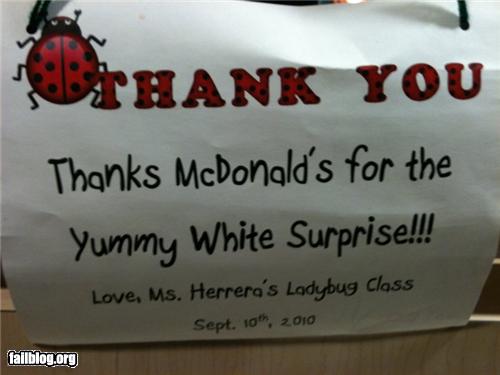 THANK YOU
Thanks McDonald's for the
Yummy White Surprise!!!
Love, Ms. Herrera's Ladybug Class
Sept. 10th, 2010
failblog.org